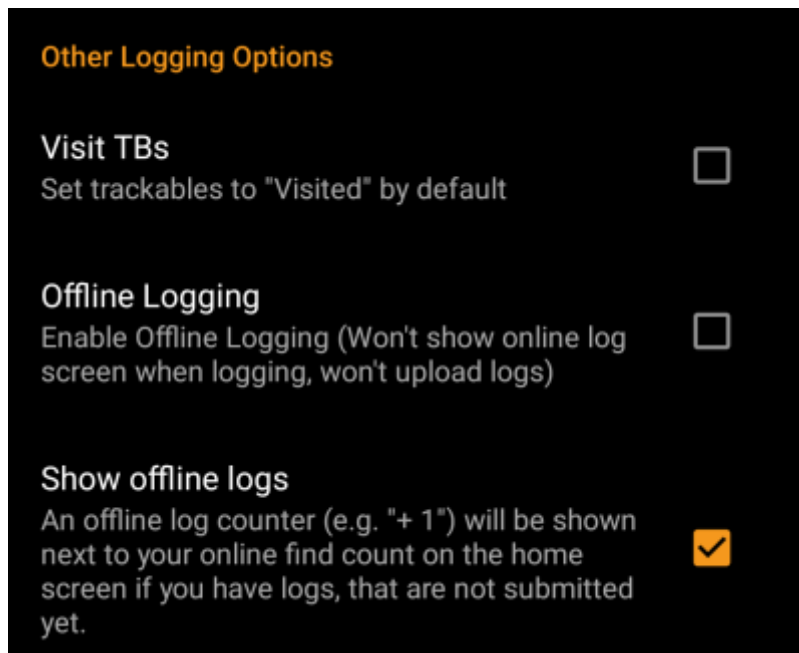 Other Logging Options
Visit TBs
Set trackables to "Visited" by default
Offline Logging
Enable Offline Logging (Won't show online log
screen when logging, won't upload logs)
Show offline logs
An offline log counter (e.g. "+ 1") will be shown
next to your online find count on the home
screen if you have logs, that are not submitted
yet.